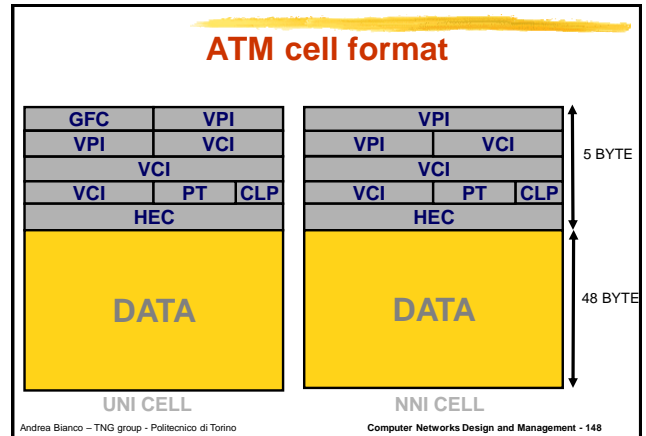 ATM cell format
GFC VPI VPI
VPI VCI VPI VCI
VCI VCI
VCI PT CLP VCI PT CLP
HEC HEC
5 BYTE
DATA DATA
48 BYTE
UNI CELL NNI CELL
Andrea Bianco – TNG group - Politecnico di Torino Computer Networks Design and Management - 148